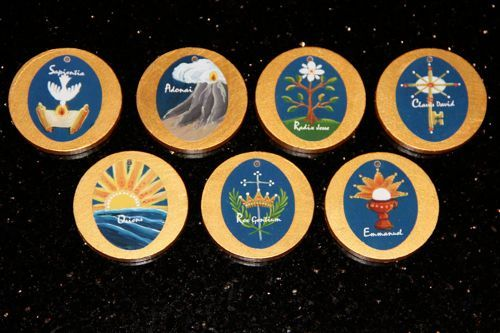 Sapientia
Adonai
Radix Jesse
Clavis David
Oriens
Rex Gentium
Emmanuel